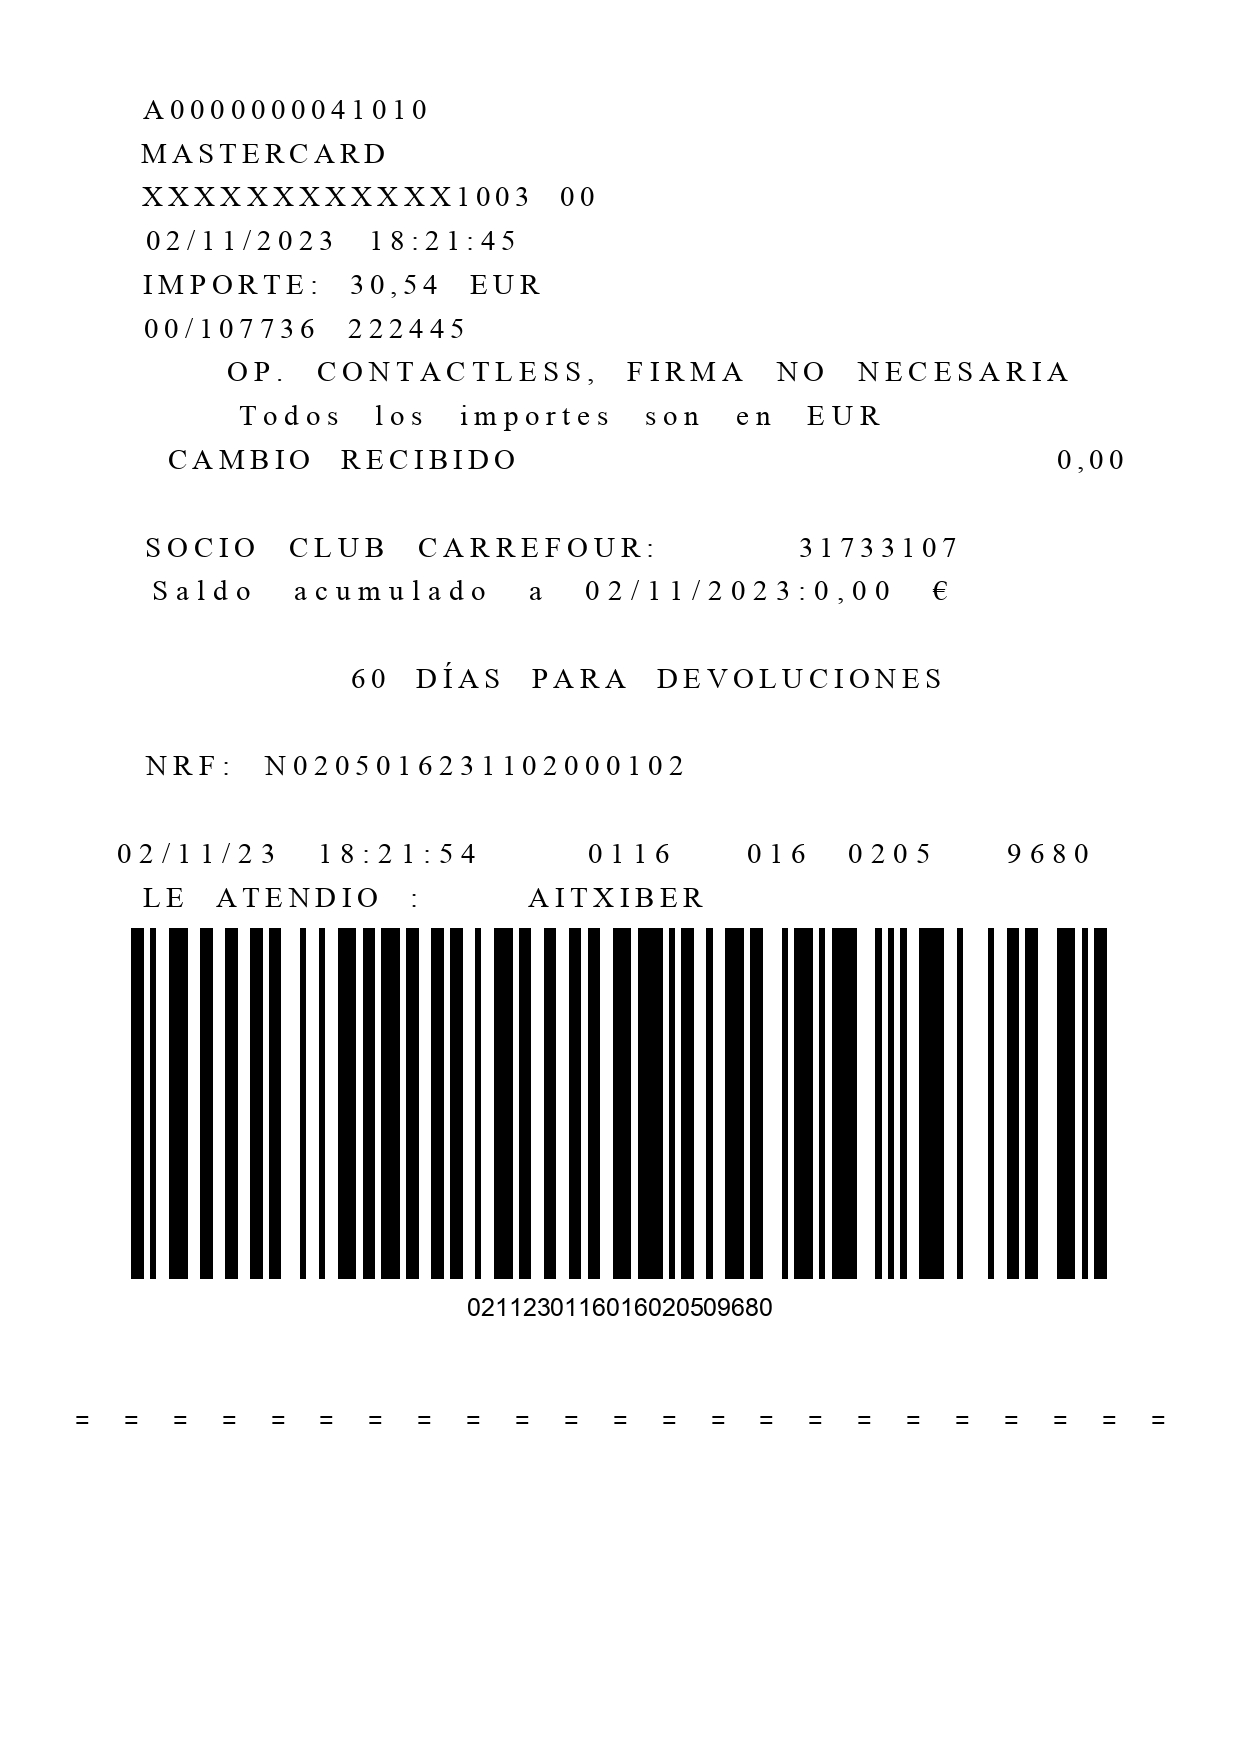 A0000000041010
MASTERCARD
XXXXXXXXXXXX1003 00
02/11/2023 18:21:45
IMPORTE: 30,54 EUR
00/107736 222445
OP. CONTACTLESS, FIRMA NO NECESARIA
Todos los importes son en EUR
CAMBIO RECIBIDO 0,00
SOCIO CLUB CARREFOUR: 31733107
Saldo acumulado a 02/11/2023:0,00 €
60 DÍAS PARA DEVOLUCIONES
NRF: N0205016231102000102
02/11/23 18:21:54 0116 016 0205 9680
LE ATENDIO : AITXIBER
0211230116016020509680
= = = = = = = = = = = = = = = = = = = = = = =